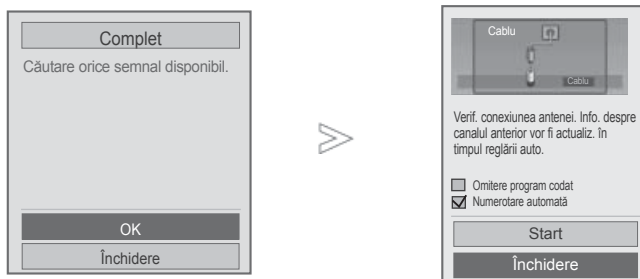 Complet
Căutare orice semnal disponibil.
OK
Închidere
Cablu
Cablu
Verif. conexiunea antenei. Info. despre
canalul anterior vor fi actualiz. în
timpul reglării auto.
Omitere program codat
Numerotare automată
Start
Închidere